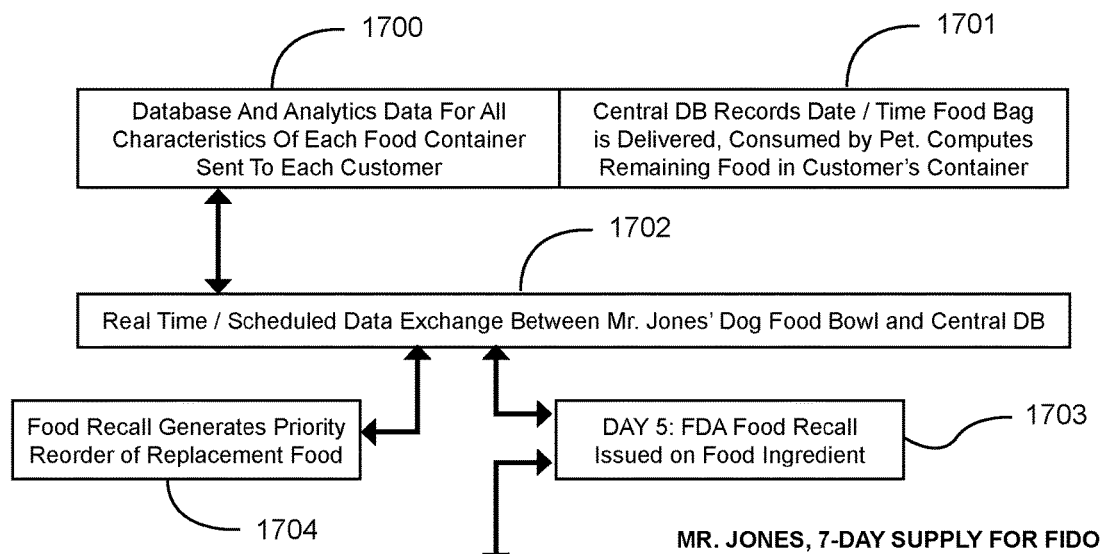 1700
1701
Database And Analytics Data For All
Characteristics Of Each Food Container
Sent To Each Customer
Central DB Records Date / Time Food Bag
is Delivered, Consumed by Pet. Computes
Remaining Food in Customer's Container
1702
Real Time / Scheduled Data Exchange Between Mr. Jones' Dog Food Bowl and Central DB
Food Recall Generates Priority
Reorder of Replacement Food
DAY 5: FDA Food Recall
Issued on Food Ingredient
1703
1704
MR. JONES, 7-DAY SUPPLY FOR FIDO